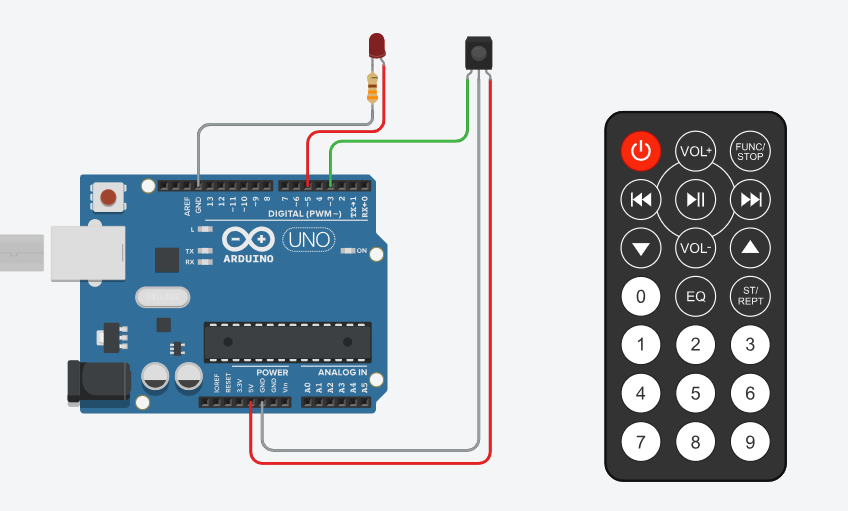 VOL+
FUNC/
STOP
VOL-
0
EQ
ST/
REPT
1
2
3
4
5
6
7
8
9
AREF
GND
13
12
~11
~10
~9
8
7
~6
~5
4
~3
2
TX→1
RX←0
DIGITAL (PWM~)
L
TX
RX
UNO
ARDUINO
ON
POWER
ANALOG IN
IOREF
RESET
3.3V
5V
GND
GND
Vin
A0
A1
A2
A3
A4
A5